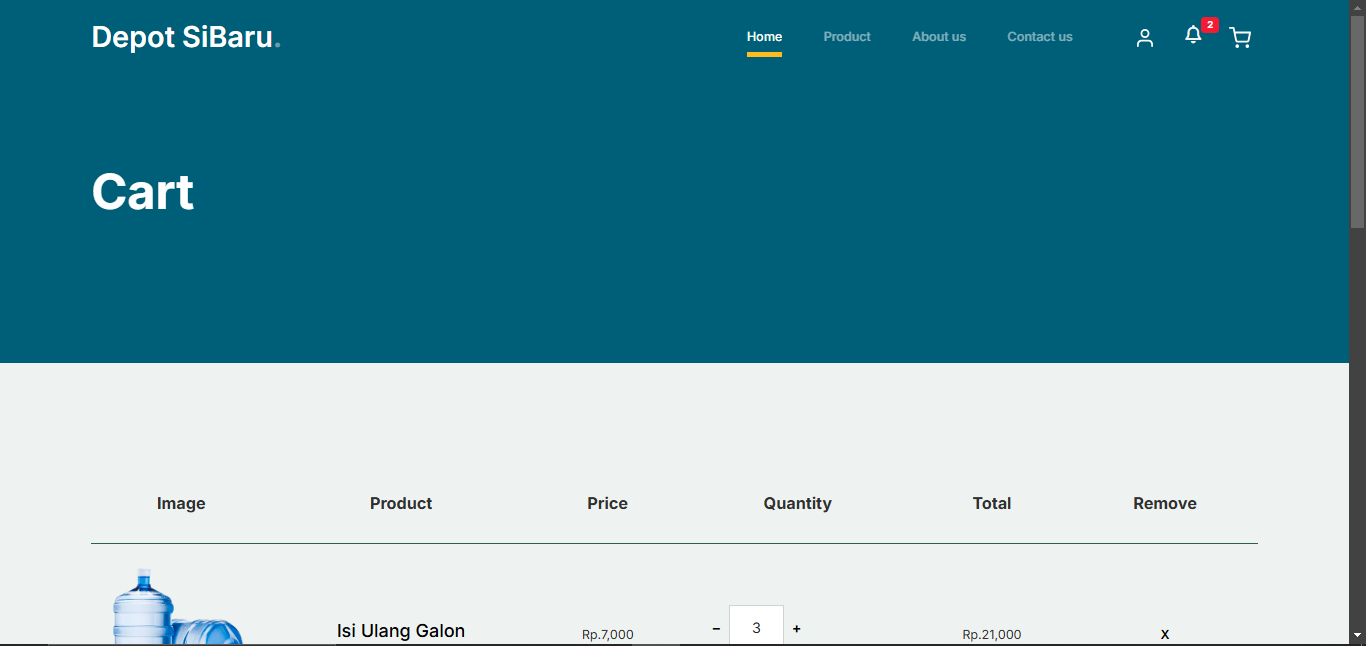 Depot SiBaru.
Home Product About us Contact us 2
Cart
Image Product Price Quantity Total Remove
Isi Ulang Galon Rp.7,000 − 3 + Rp.21,000 X